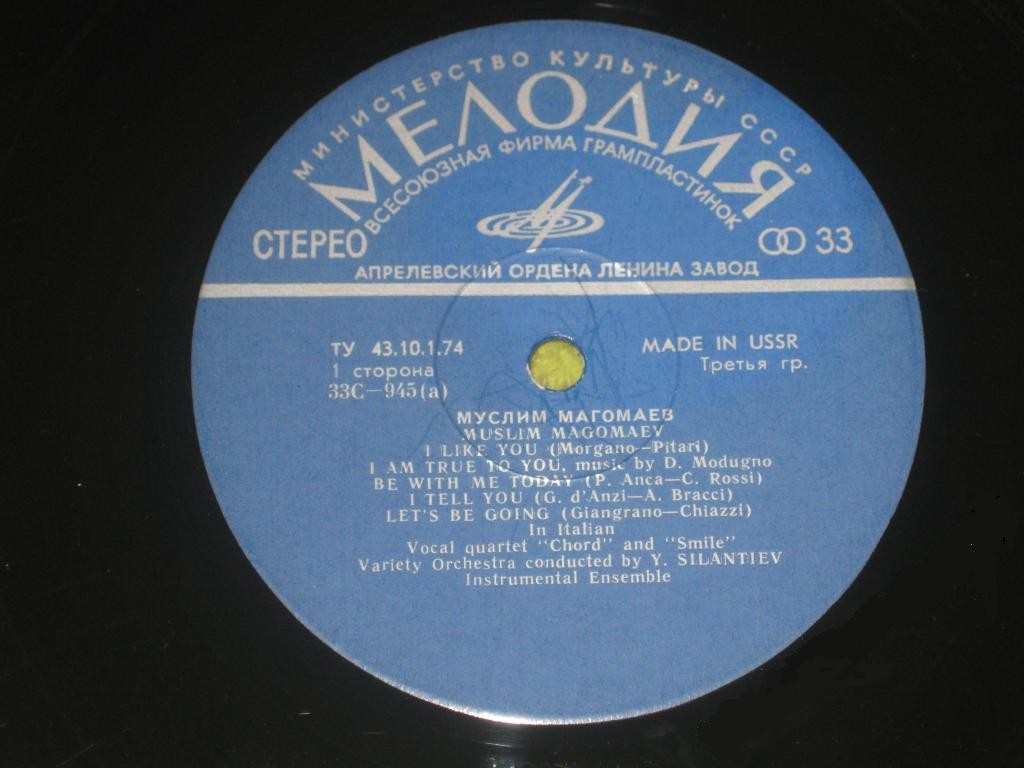 МИНИСТЕРСТВО КУЛЬТУРЫ СССР
МЕЛОДИЯ
ВСЕСОЮЗНАЯ ФИРМА ГРАМПЛАСТИНОК
СТЕРЕО
33
АПРЕЛЕВСКИЙ ОРДЕНА ЛЕНИНА ЗАВОД
ТУ 43.10.1.74
MADE IN USSR
1 сторона
Третья гр.
33С—945(а)
МУСЛИМ МАГОМАЕВ
MUSLIM MAGOMAEV
I LIKE YOU (Morgano—Pitari)
I AM TRUE TO YOU, music by D. Modugno
BE WITH ME TODAY (P. Anca—C. Rossi)
I TELL YOU (G. d'Anzi—A. Bracci)
LET'S BE GOING (Giangrano—Chiazzi)
In Italian
Vocal quartet "Chord" and "Smile"
Variety Orchestra conducted by Y. SILANTIEV
Instrumental Ensemble